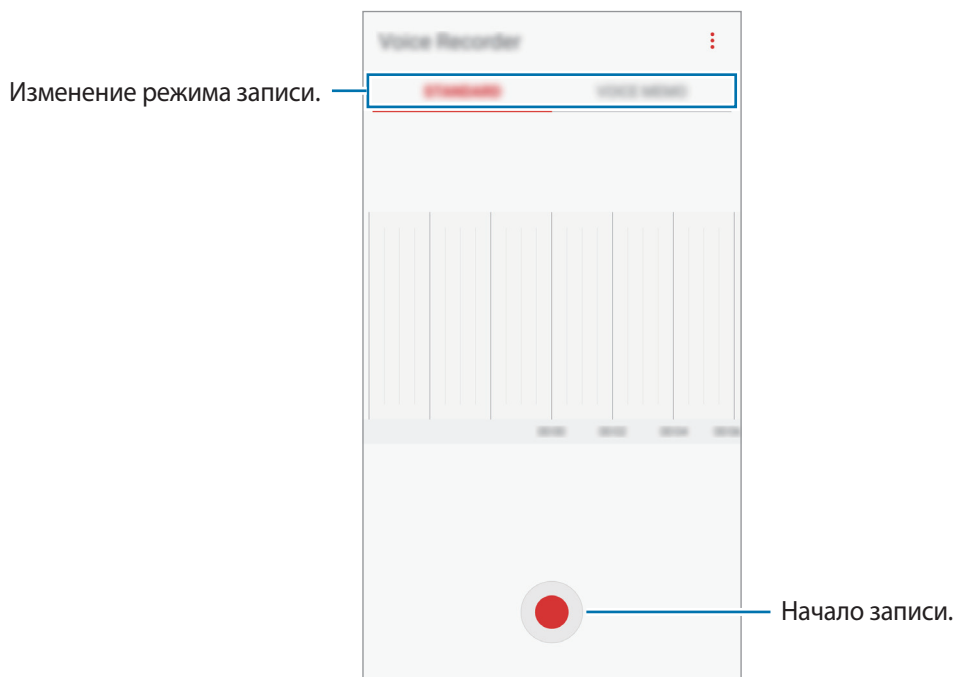 Voice Recorder
Изменение режима записи.
STANDARD VOICE MEMO
Начало записи.